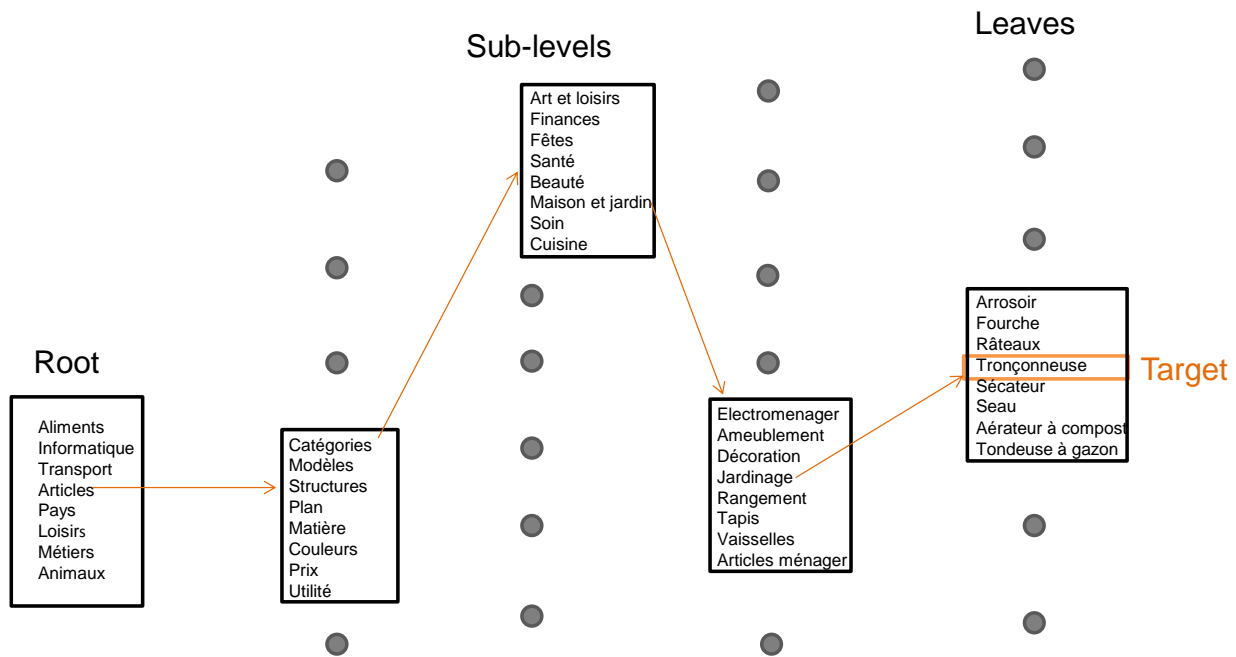 Root
Aliments
Informatique
Transport
Articles
Pays
Loisirs
Métiers
Animaux
Catégories
Modèles
Structures
Plan
Matière
Couleurs
Prix
Utilité
Sub-levels
Art et loisirs
Finances
Fêtes
Santé
Beauté
Maison et jardin
Soin
Cuisine
Electromenager
Ameublement
Décoration
Jardinage
Rangement
Tapis
Vaisselles
Articles ménager
Leaves
Arrosoir
Fourche
Râteaux
Tronçonneuse
Sécateur
Seau
Aérateur à compost
Tondeuse à gazon
Target